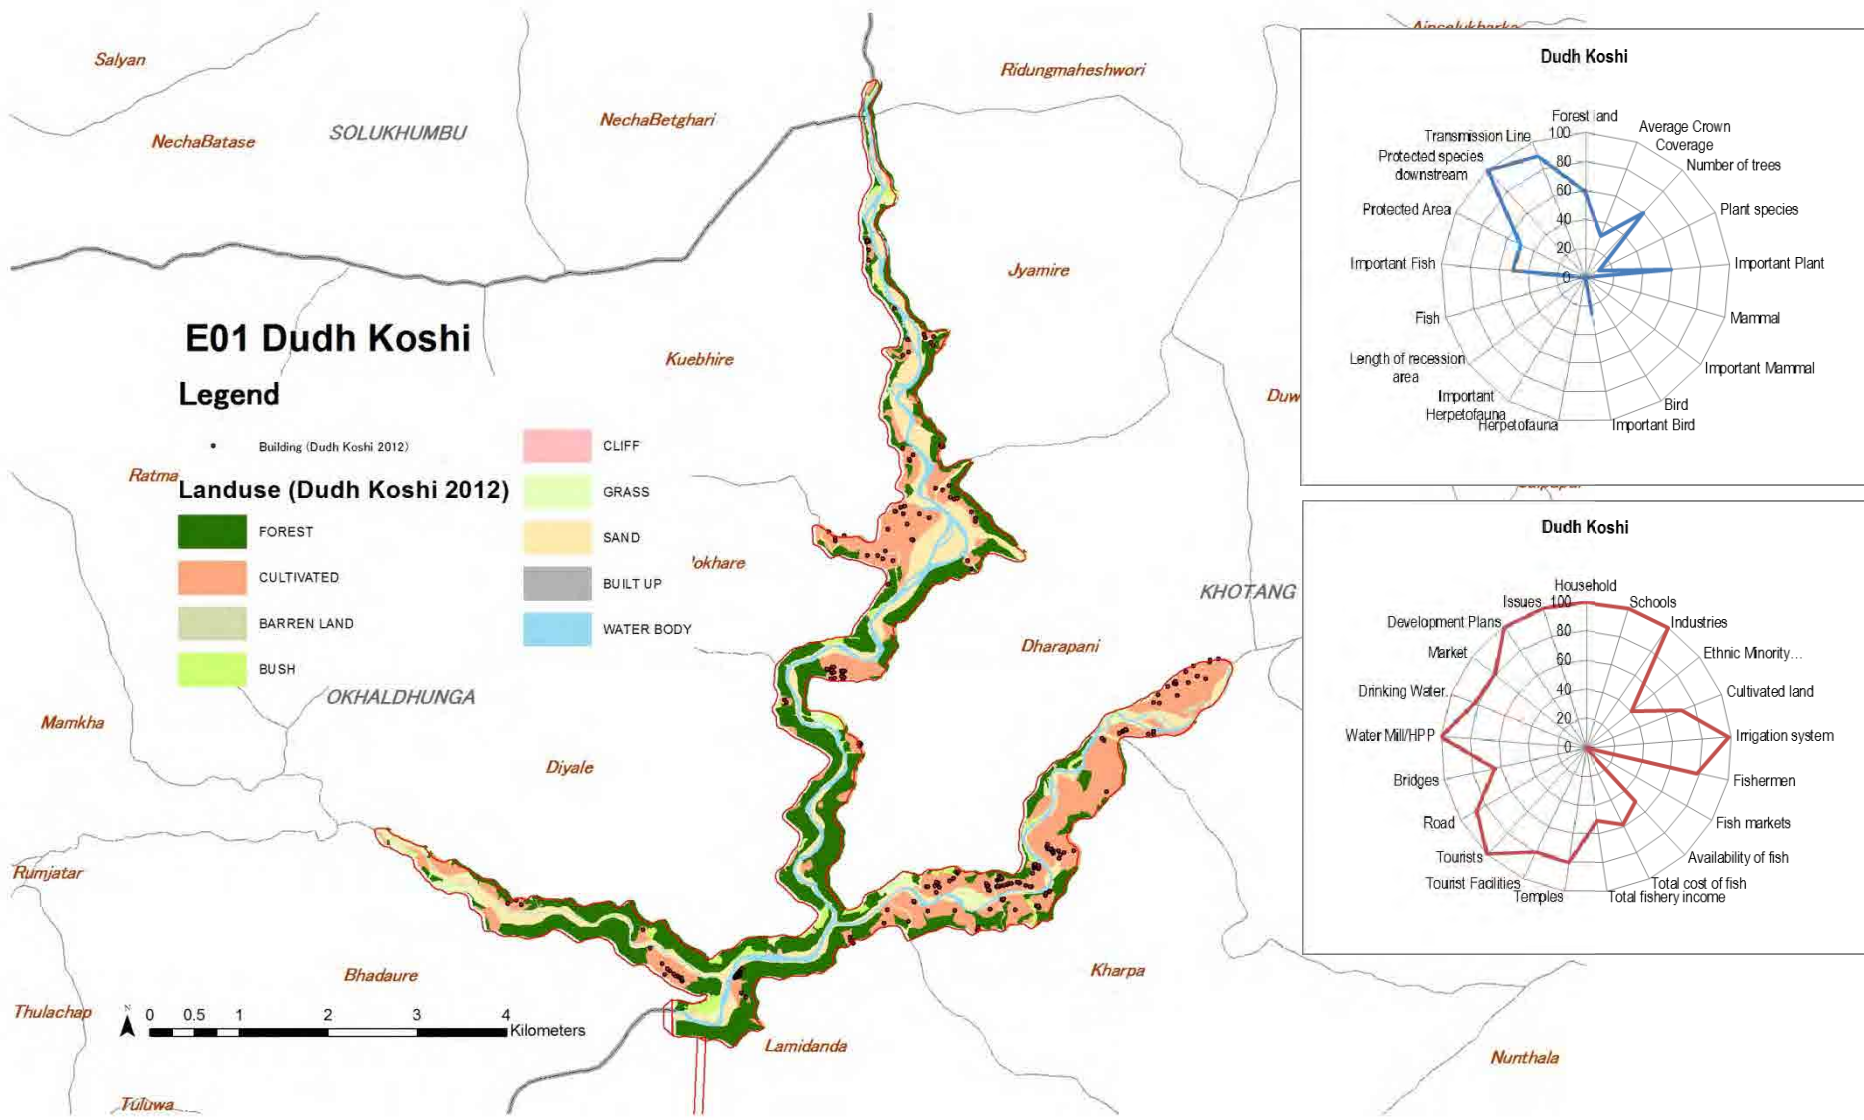 Salyan
NechaBatase
SOLUKHUMBU
NechaBetghari
Ridungmaheshwori
Jyamire
Kuebhire
E01 Dudh Koshi
Legend
Building (Dudh Koshi 2012)
Landuse (Dudh Koshi 2012)
FOREST
CULTIVATED
BARREN LAND
BUSH
CLIFF
GRASS
SAND
BUILT UP
WATER BODY
Ratma
'okhare
Duw
KHOTANG
Dharapani
OKHALDHUNGA
Mamkha
Diyale
Rumjatar
Bhadaure
Thulachap
Kharpa
Lamidanda
Nunthala
Tuluwa
N
0 0.5 1 2 3 4
Kilometers
Dudh Koshi
Forest land
Average Crown
Coverage
Number of trees
Plant species
Important Plant
Mammal
Important Mammal
Bird
Important Bird
Herpetofauna
Important
Herpetofauna
Length of recession
area
Fish
Important Fish
Protected Area
Protected species
downstream
Transmission Line
100
80
60
40
20
0
Dudh Koshi
Household
Schools
Industries
Ethnic Minority...
Cultivated land
Irrigation system
Fishermen
Fish markets
Availability of fish
Total cost of fish
Total fishery income
Temples
Tourist Facilities
Tourists
Road
Bridges
Water Mill/HPP
Drinking Water..
Market
Development Plans
Issues
100
80
60
40
20
0